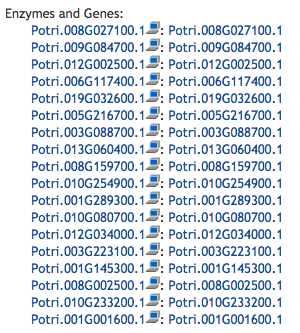 Enzymes and Genes:
Potri.008G027100.1: Potri.008G027100.1
Potri.009G084700.1: Potri.009G084700.1
Potri.012G002500.1: Potri.012G002500.1
Potri.006G117400.1: Potri.006G117400.1
Potri.019G032600.1: Potri.019G032600.1
Potri.005G216700.1: Potri.005G216700.1
Potri.003G088700.1: Potri.003G088700.1
Potri.013G060400.1: Potri.013G060400.1
Potri.008G159700.1: Potri.008G159700.1
Potri.010G254900.1: Potri.010G254900.1
Potri.001G289300.1: Potri.001G289300.1
Potri.010G080700.1: Potri.010G080700.1
Potri.012G034000.1: Potri.012G034000.1
Potri.003G223100.1: Potri.003G223100.1
Potri.001G145300.1: Potri.001G145300.1
Potri.008G002500.1: Potri.008G002500.1
Potri.010G233200.1: Potri.010G233200.1
Potri.001G001600.1: Potri.001G001600.1